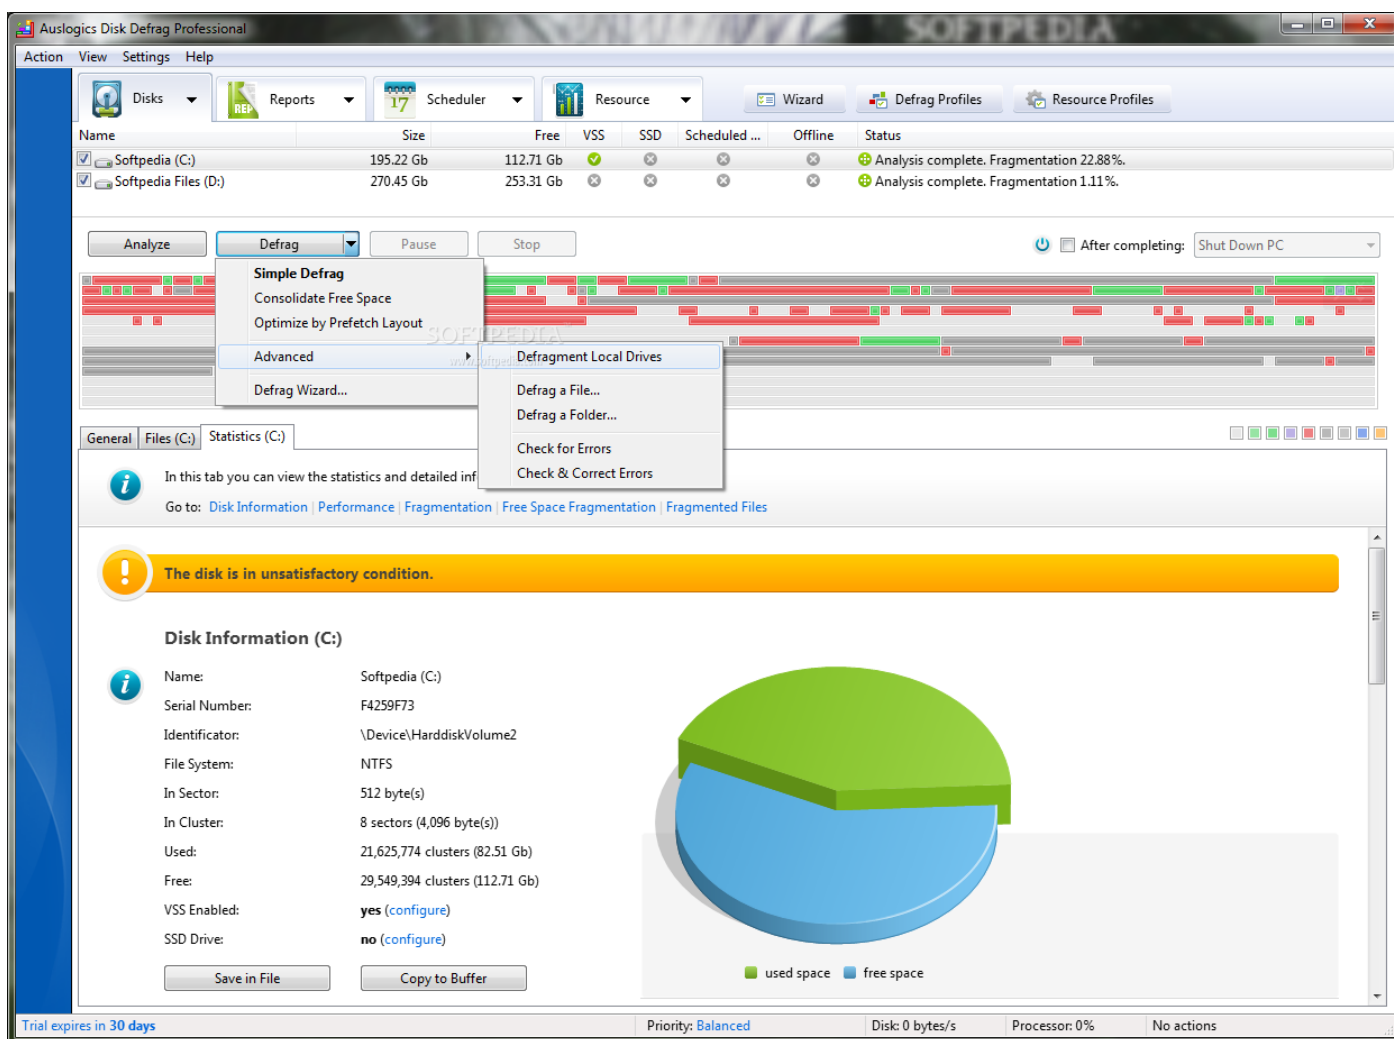 Auslogics Disk Defrag Professional
SOFTPEDIA
Action View Settings Help
Disks Reports 17 Scheduler Resource Wizard Defrag Profiles Resource Profiles
REP
Name Size Free VSS SSD Scheduled ... Offline Status
Softpedia (C:) 195.22 Gb 112.71 Gb Analysis complete. Fragmentation 22.88%.
Softpedia Files (D:) 270.45 Gb 253.31 Gb Analysis complete. Fragmentation 1.11%.
Analyze Defrag Pause Stop After completing: Shut Down PC
Simple Defrag
Consolidate Free Space
Optimize by Prefetch Layout
SOFTPEDIA
Advanced Defragment Local Drives
Defrag Wizard... Defrag a File...
Defrag a Folder...
Check for Errors
Check & Correct Errors
General Files (C:) Statistics (C:)
In this tab you can view the statistics and detailed inf
Go to: Disk Information | Performance | Fragmentation | Free Space Fragmentation | Fragmented Files
The disk is in unsatisfactory condition.
Disk Information (C:)
Name: Softpedia (C:)
Serial Number: F4259F73
Identificator: \Device\HarddiskVolume2
File System: NTFS
In Sector: 512 byte(s)
In Cluster: 8 sectors (4,096 byte(s))
Used: 21,625,774 clusters (82.51 Gb)
Free: 29,549,394 clusters (112.71 Gb)
VSS Enabled: yes (configure)
SSD Drive: no (configure)
used space free space
Save in File Copy to Buffer
Trial expires in 30 days Priority: Balanced Disk: 0 bytes/s Processor: 0% No actions